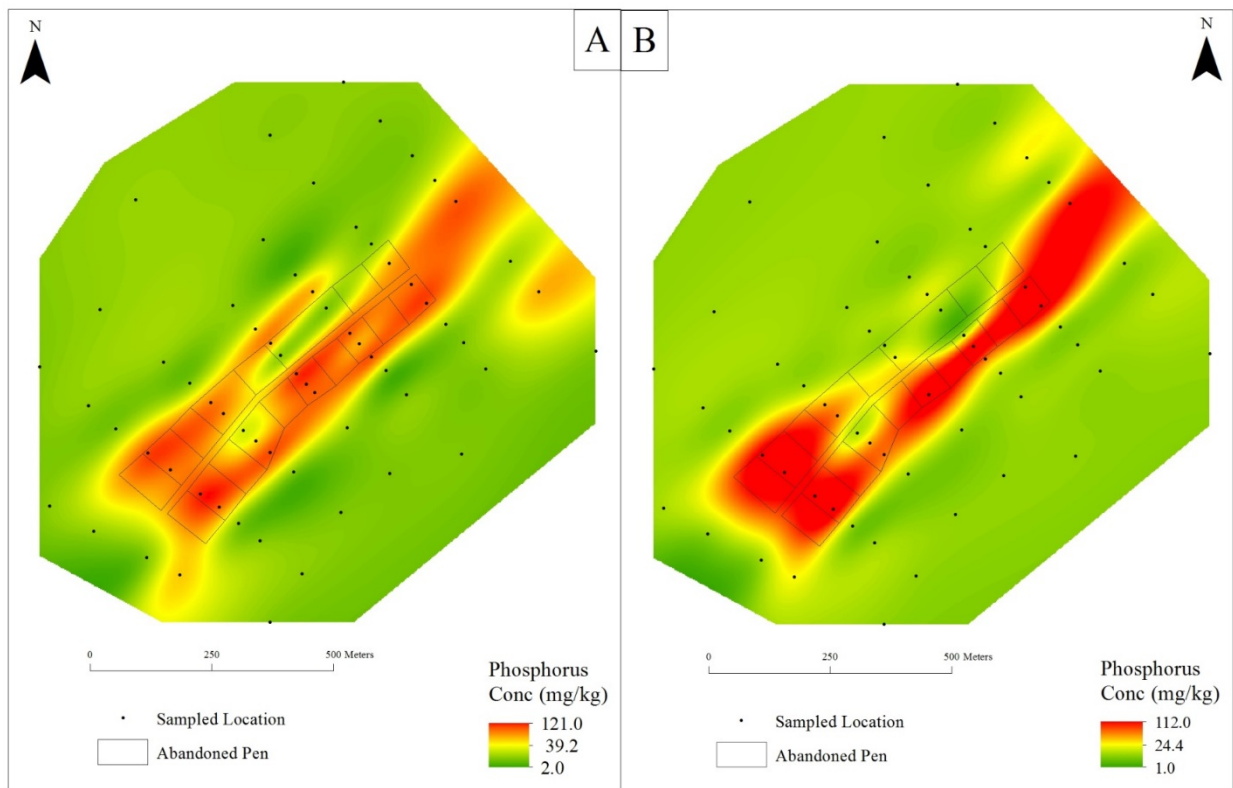 N
A
B
N
0 250 500 Meters
Sampled Location
Abandoned Pen
Phosphorus
Conc (mg/kg)
121.0
39.2
2.0
0 250 500 Meters
Sampled Location
Abandoned Pen
Phosphorus
Conc (mg/kg)
112.0
24.4
1.0